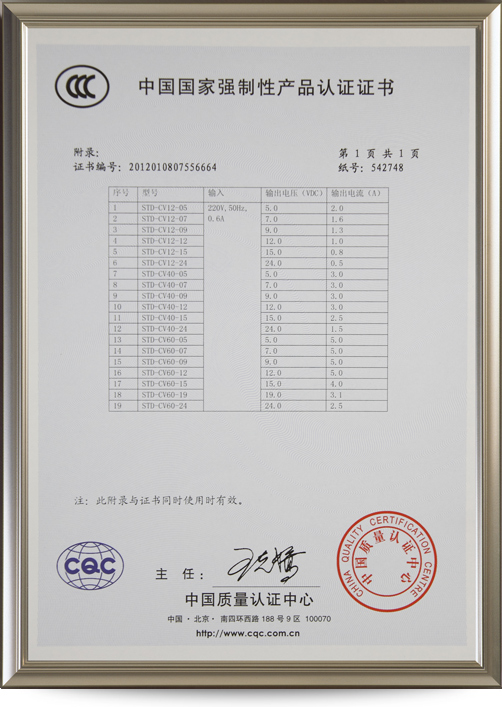 CCC
中国国家强制性产品认证证书
附录: 第 1 页 共 1 页
证书编号: 2012010807556664 纸号: 542748
序号 型号 输入 输出电压 (VDC) 输出电流 (A)
1 STD-CV12-05 220V,50Hz, 5.0 2.0
2 STD-CV12-07 0.6A 7.0 1.6
3 STD-CV12-09 9.0 1.3
4 STD-CV12-12 12.0 1.0
5 STD-CV12-15 15.0 0.8
6 STD-CV12-24 24.0 0.5
7 STD-CV40-05 5.0 3.0
8 STD-CV40-07 7.0 3.0
9 STD-CV40-09 9.0 3.0
10 STD-CV40-12 12.0 3.0
11 STD-CV40-15 15.0 2.5
12 STD-CV40-24 24.0 1.5
13 STD-CV60-05 5.0 5.0
14 STD-CV60-07 7.0 5.0
15 STD-CV60-09 9.0 5.0
16 STD-CV60-12 12.0 5.0
17 STD-CV60-15 15.0 4.0
18 STD-CV60-19 19.0 3.1
19 STD-CV60-24 24.0 2.5
注: 此附录与证书同时使用时有效。
CQC
主 任:
中国质量认证中心
中国·北京·南四环西路 188 号 9 区 100070
http://www.cqc.com.cn
CHINA QUALITY CERTIFICATION CENTRE
中国质量认证中心